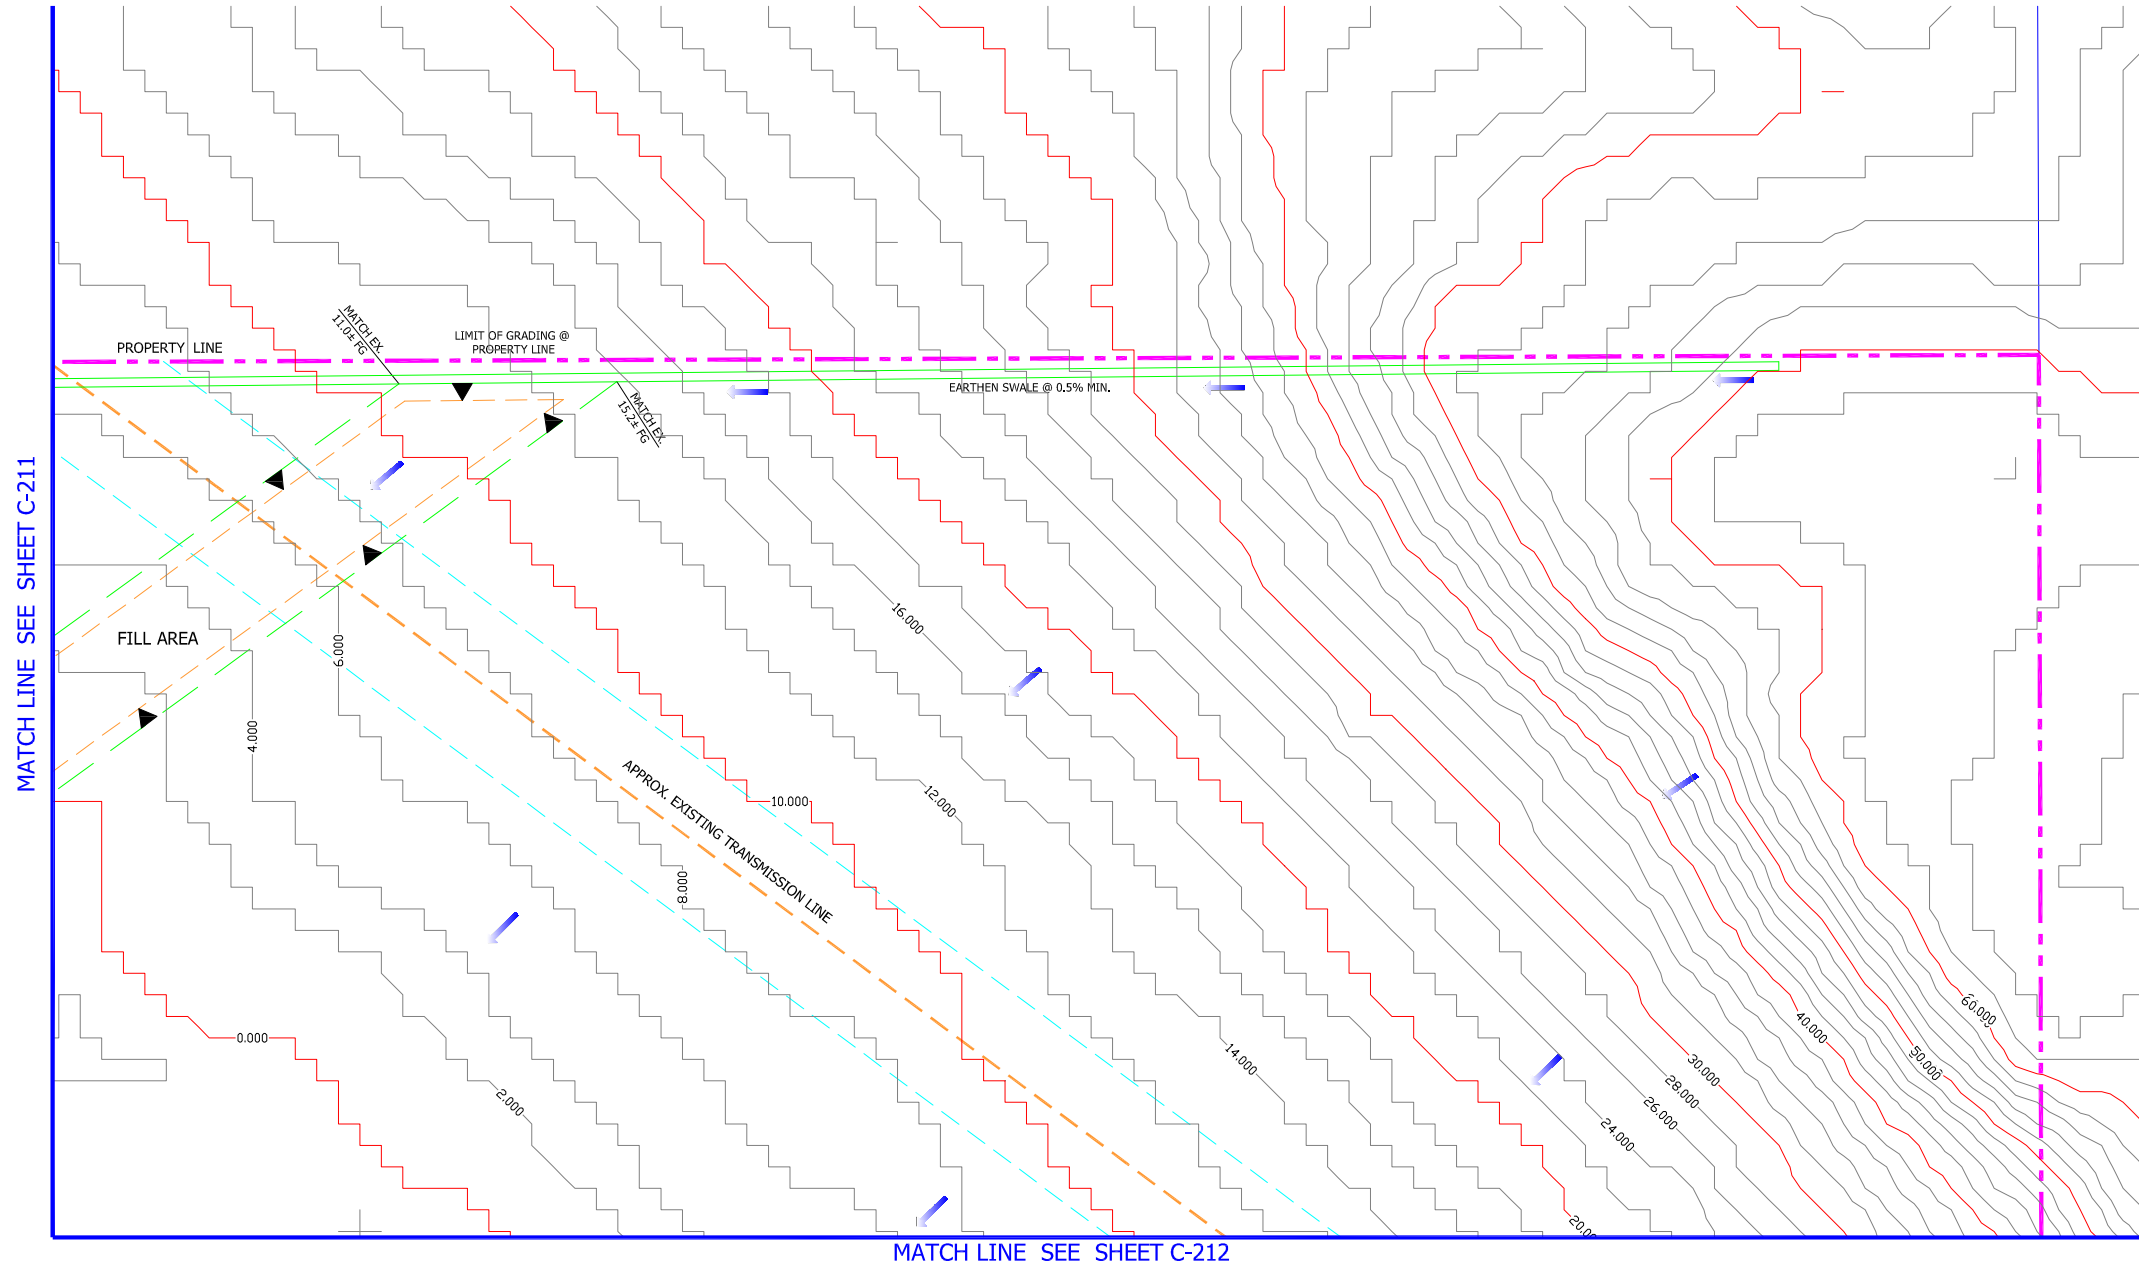 MATCH EX.
11.0± FG
LIMIT OF GRADING @
PROPERTY LINE
PROPERTY LINE
EARTHEN SWALE @ 0.5% MIN.
MATCH EX.
15.2± FG
MATCH LINE SEE SHEET C-211
FILL AREA
6.000
16.000
4.000
APPROX. EXISTING TRANSMISSION LINE
10.000
12.000
8.000
0.000
2.000
14.000
60.000
40.000
50.000
30.000
28.000
26.000
24.000
20.00
MATCH LINE SEE SHEET C-212